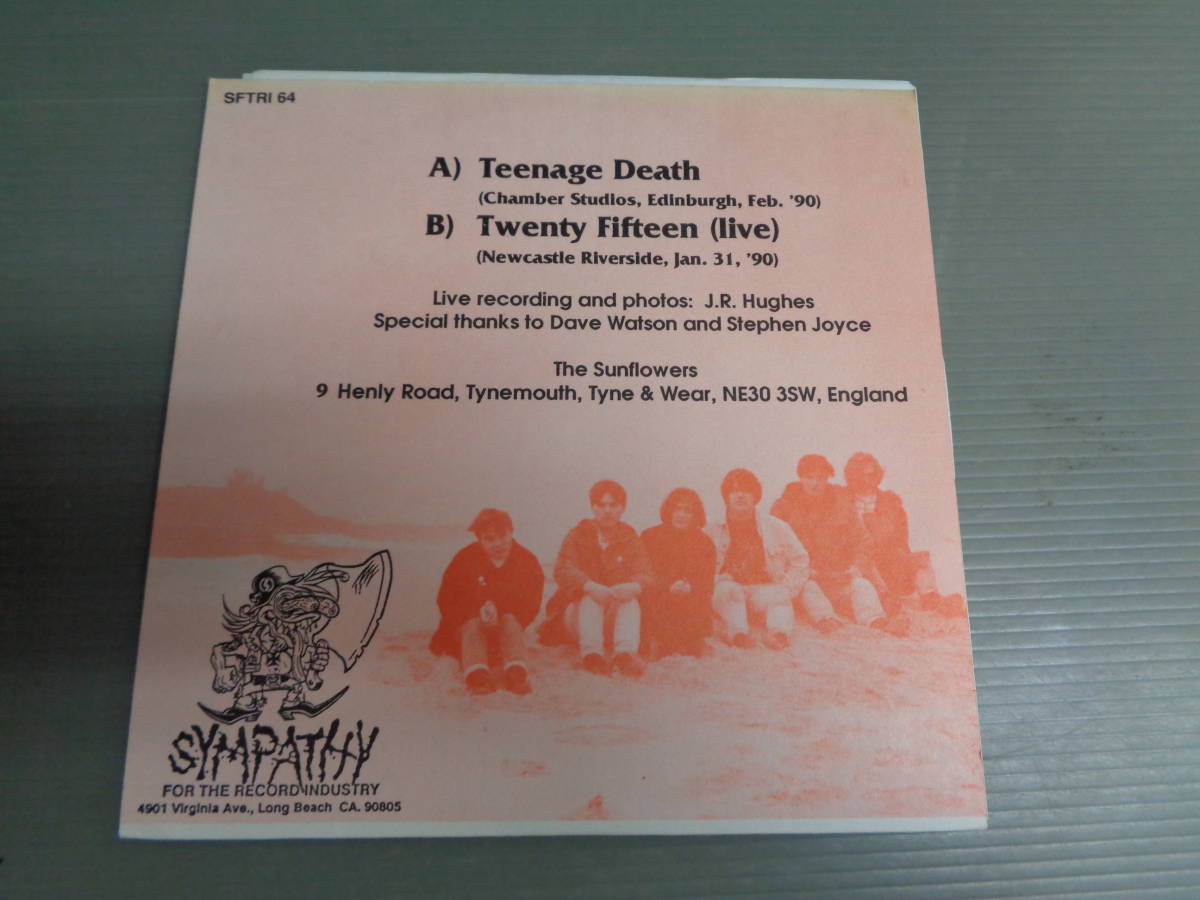 SFTRI 64
A) Teenage Death
(Chamber Studios, Edinburgh, Feb. '90)
B) Twenty Fifteen (live)
(Newcastle Riverside, Jan. 31, '90)
Live recording and photos: J.R. Hughes
Special thanks to Dave Watson and Stephen Joyce
The Sunflowers
9 Henly Road, Tynemouth, Tyne & Wear, NE30 3SW, England
SYMPATHY
FOR THE RECORD INDUSTRY
4901 Virginia Ave., Long Beach CA. 90805